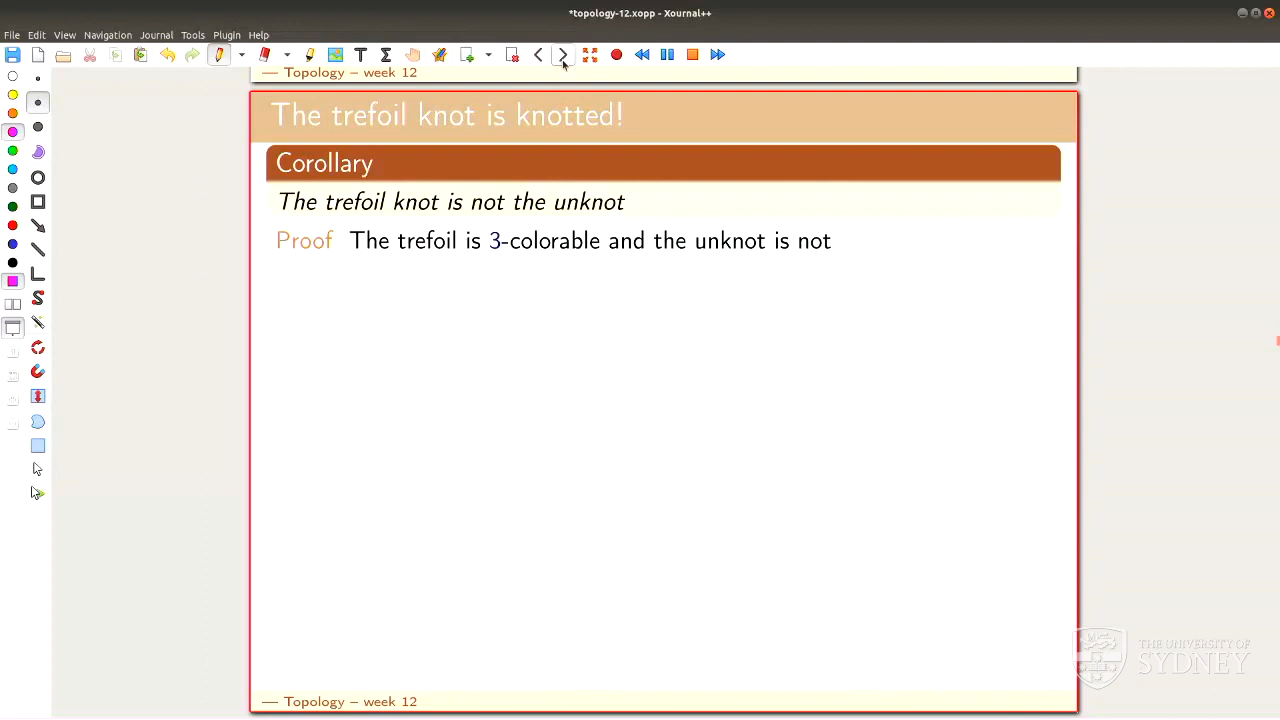 *topology-12.xopp - Xournal++
File Edit View Navigation Journal Tools Plugin Help
— Topology – week 12
The trefoil knot is knotted!
Corollary
The trefoil knot is not the unknot
Proof The trefoil is 3-colorable and the unknot is not
— Topology – week 12
THE UNIVERSITY OF
SYDNEY